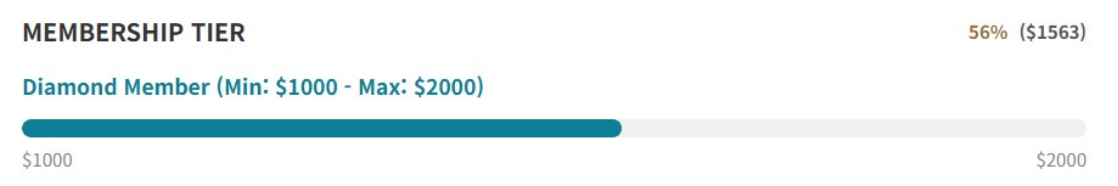 MEMBERSHIP TIER 56% ($1563)
Diamond Member (Min: $1000 - Max: $2000)
$1000 $2000